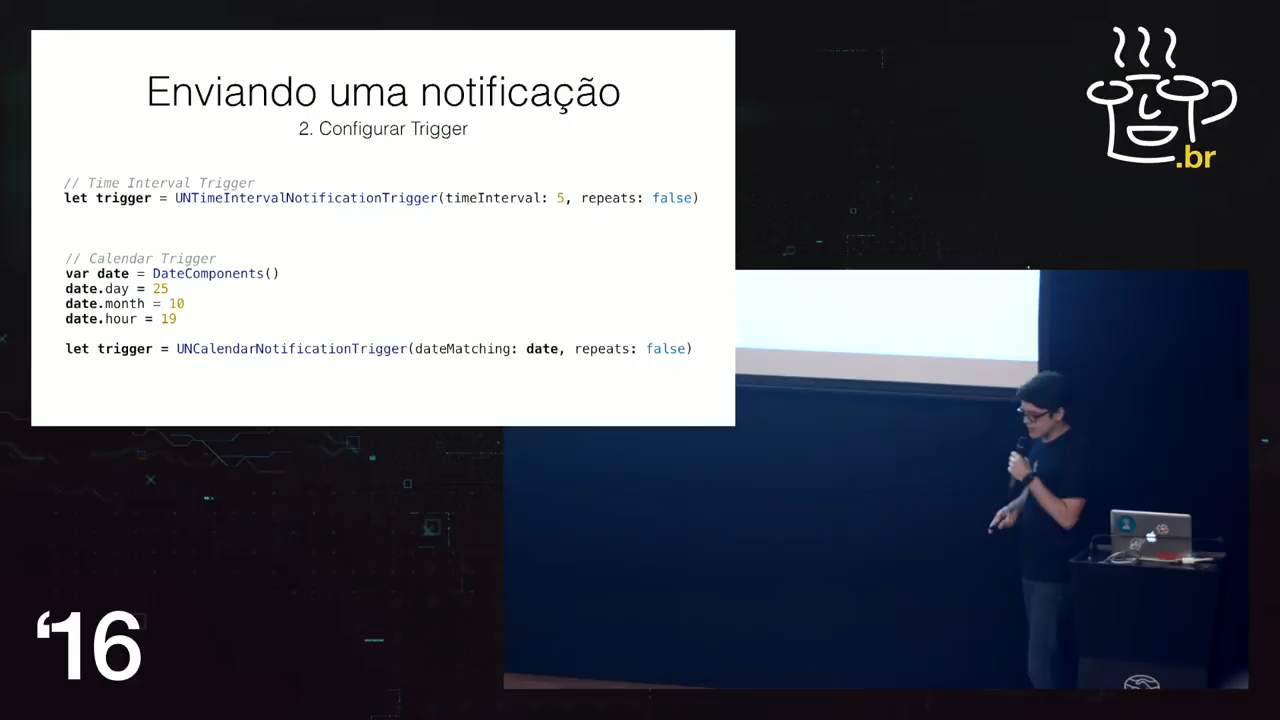 Enviando uma notificação
2. Configurar Trigger
// Time Interval Trigger
let trigger = UNTimeIntervalNotificationTrigger(timeInterval: 5, repeats: false)
// Calendar Trigger
var date = DateComponents()
date.day = 25
date.month = 10
date.hour = 19
let trigger = UNCalendarNotificationTrigger(dateMatching: date, repeats: false)
.br
‘16